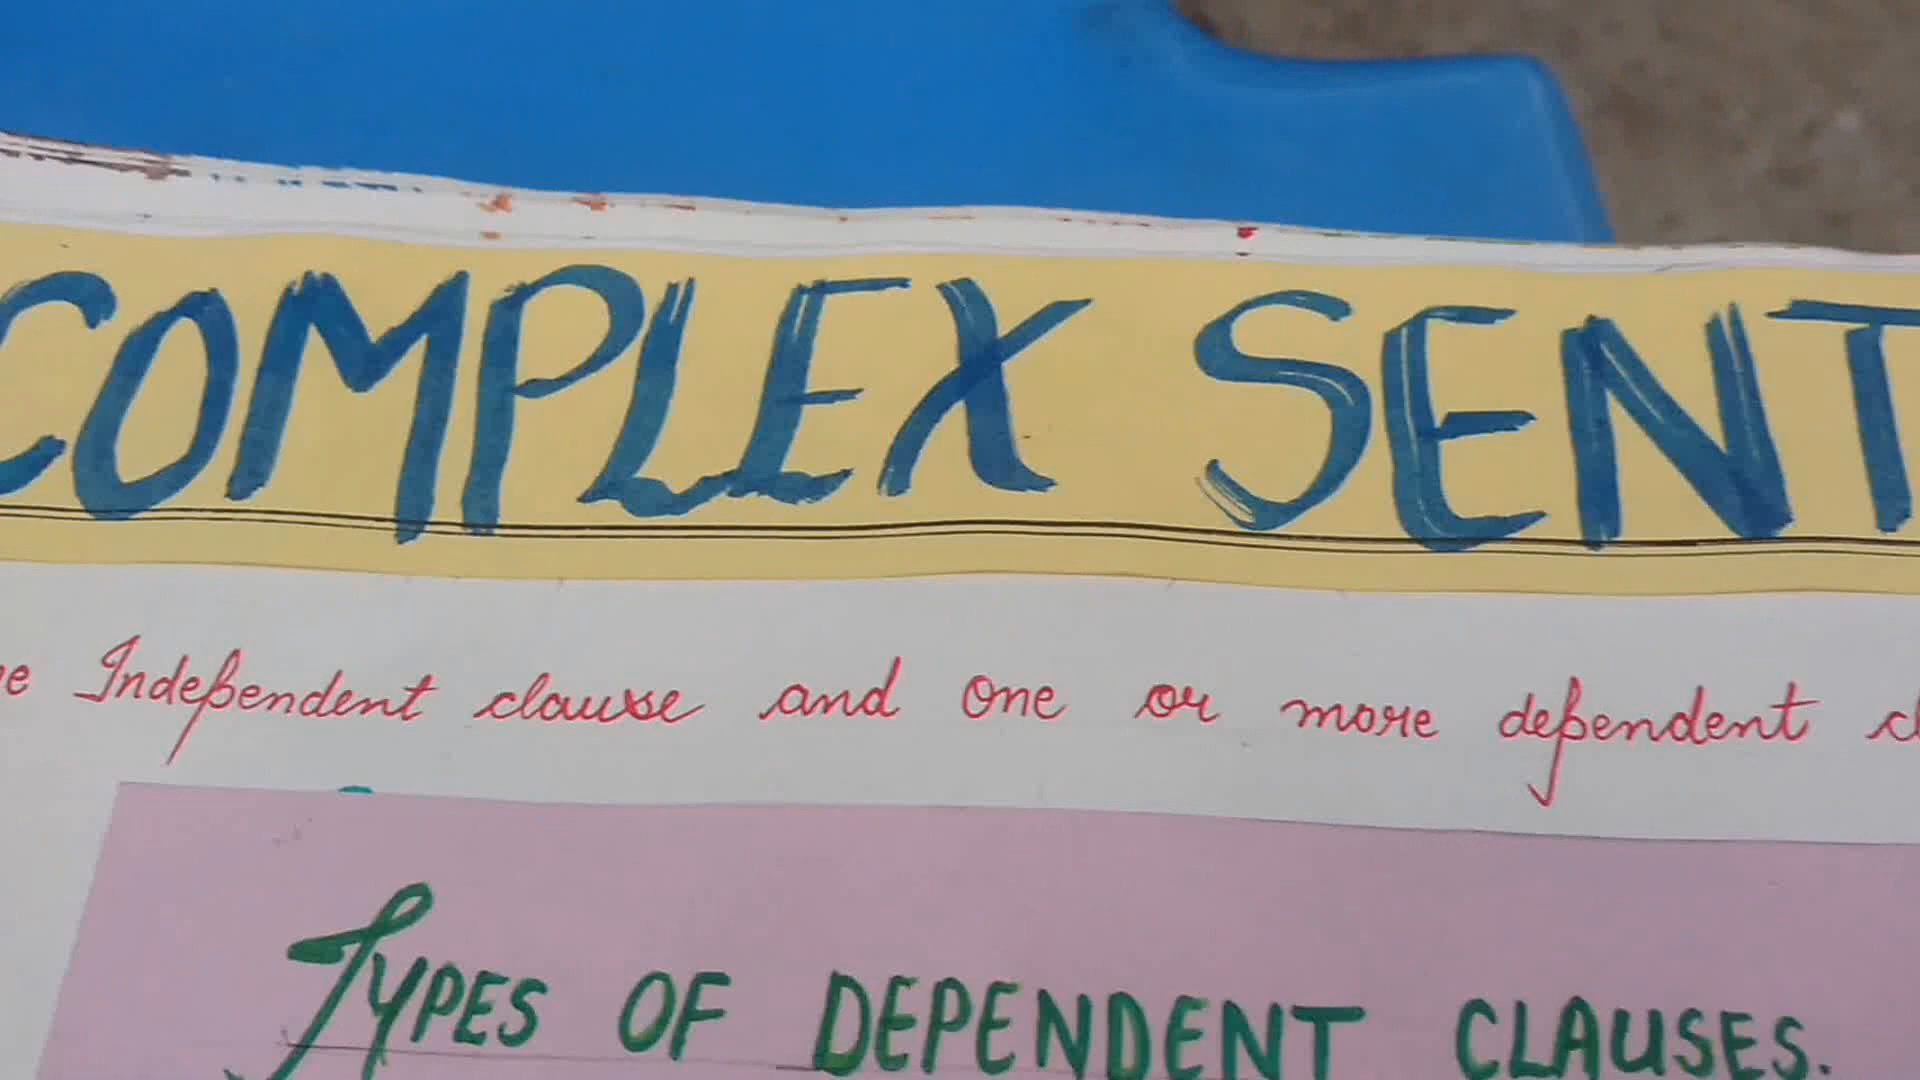 COMPLEX SENT
Independent clause and one or more dependent
TYPES OF DEPENDENT CLAUSES.